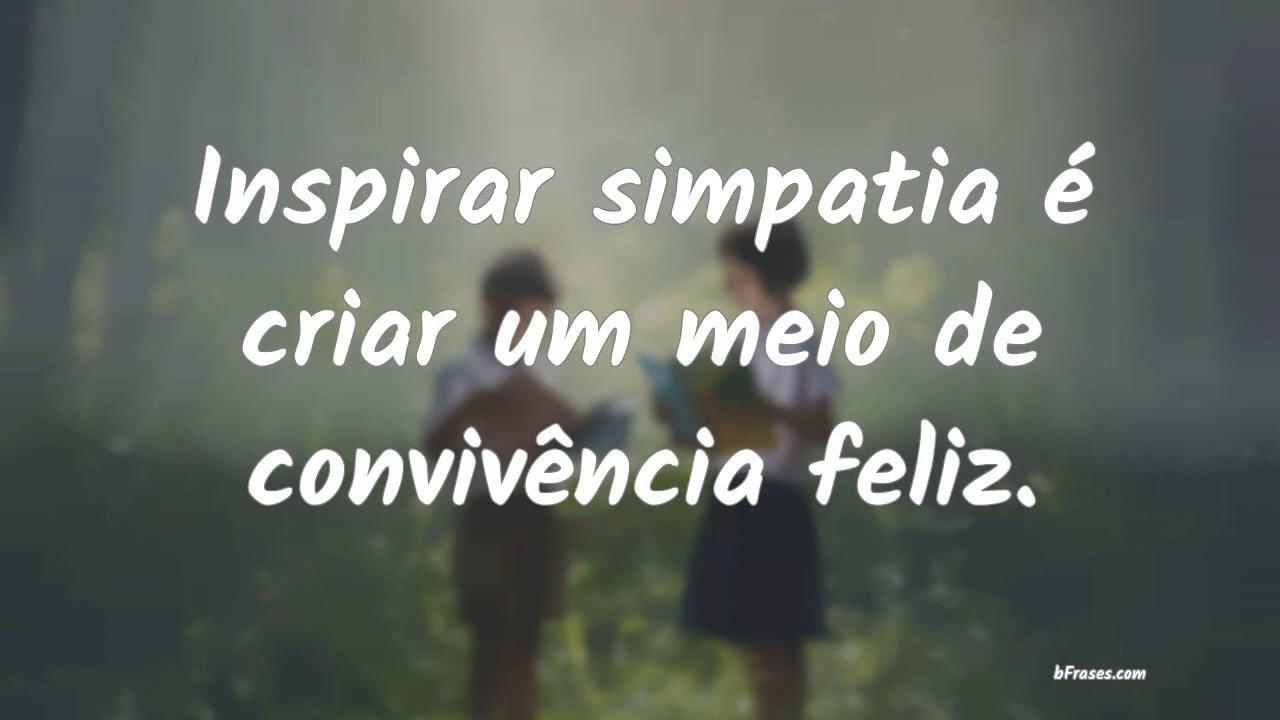 Inspirar simpatia é
criar um meio de
convivência feliz.
bFrases.com